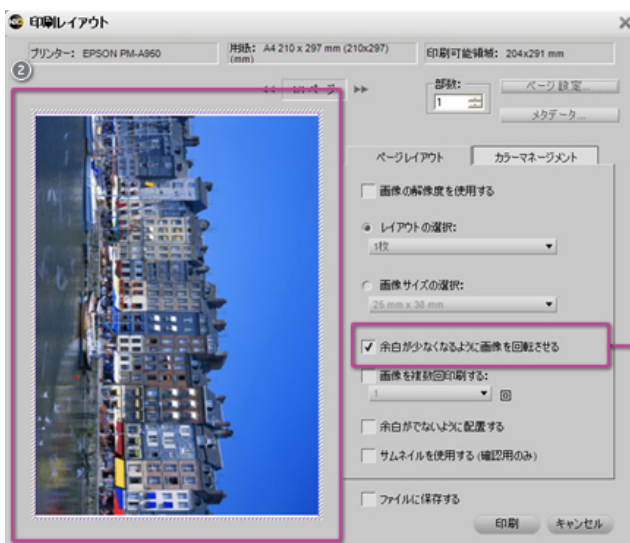 印刷レイアウト
プリンター: EPSON PM-A950
用紙: A4 210 x 297 mm (210x297)
(mm)
印刷可能領域: 204x291 mm
2
ページ
部数:
1
ページ設定...
メタデータ...
ページレイアウト
カラーマネージメント
画像の解像度を使用する
レイアウトの選択:
1枚
画像サイズの選択:
25 mm x 38 mm
余白が少なくなるように画像を回転させる
画像を複数回印刷する:
1
回
余白がでないように配置する
サムネイルを使用する (確認用のみ)
ファイルに保存する
印刷
キャンセル